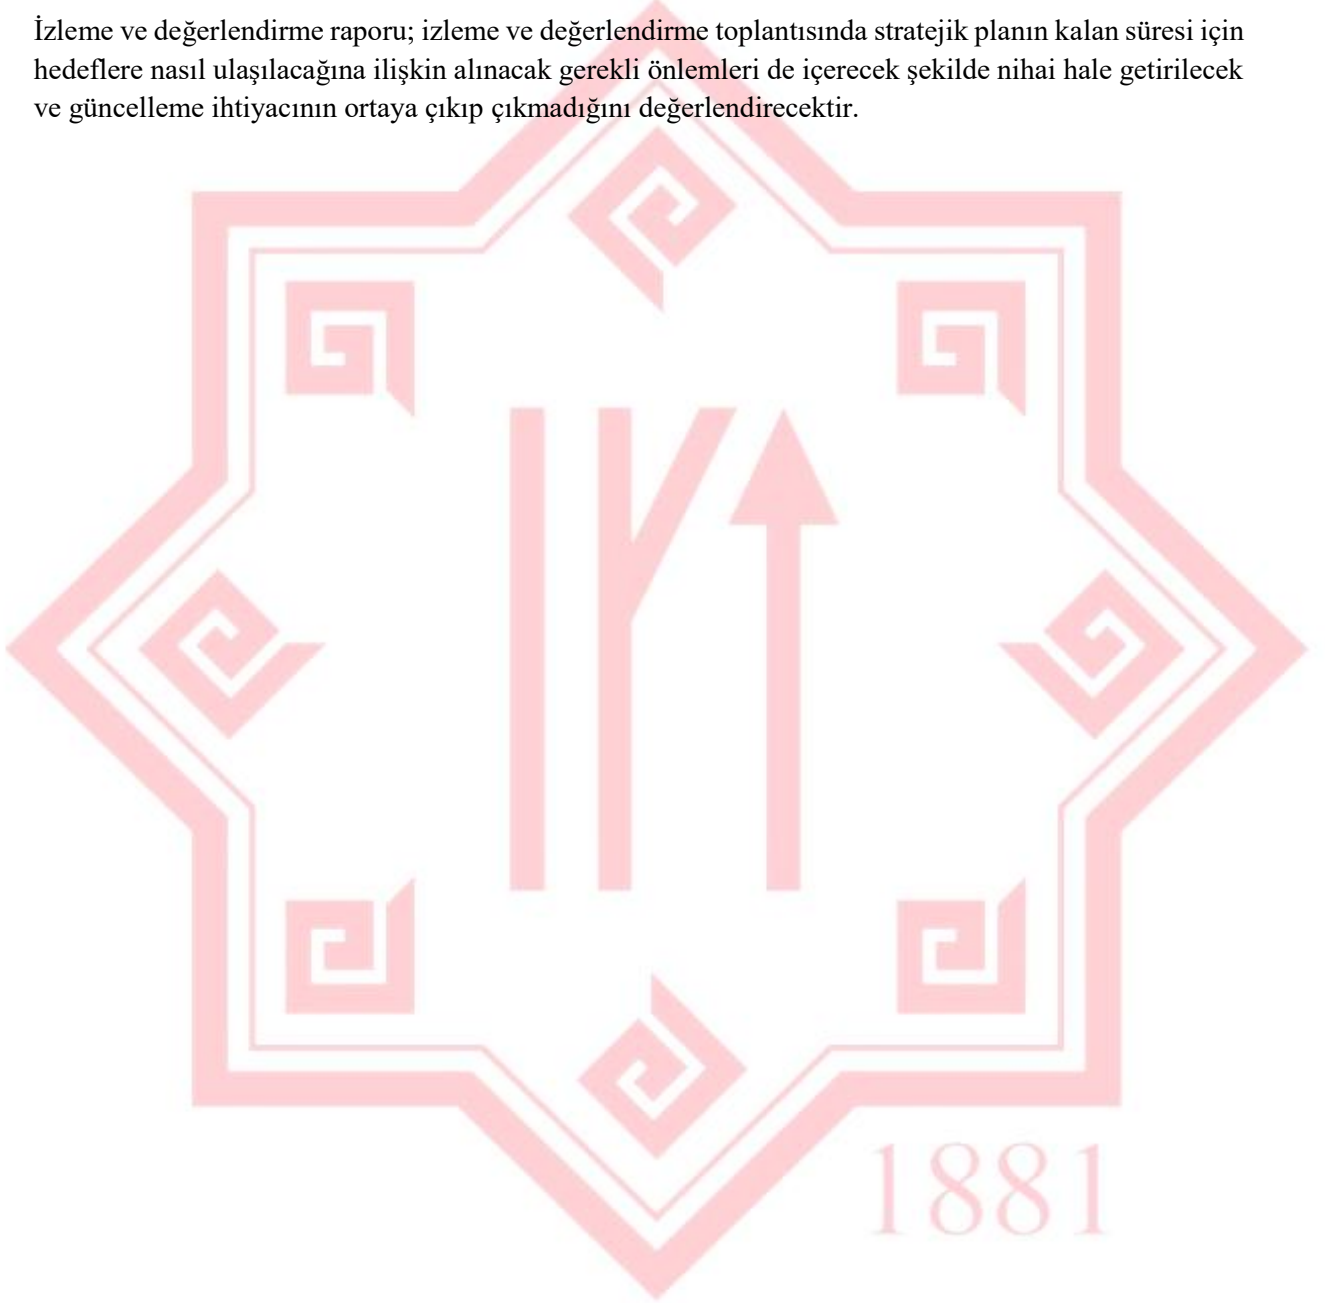 İzleme ve değerlendirme raporu; izleme ve değerlendirme toplantısında stratejik planın kalan süresi için
hedeflere nasıl ulaşılacağına ilişkin alınacak gerekli önlemleri de içerecek şekilde nihai hale getirilecek
ve güncelleme ihtiyacının ortaya çıkıp çıkmadığını değerlendirecektir.
1881